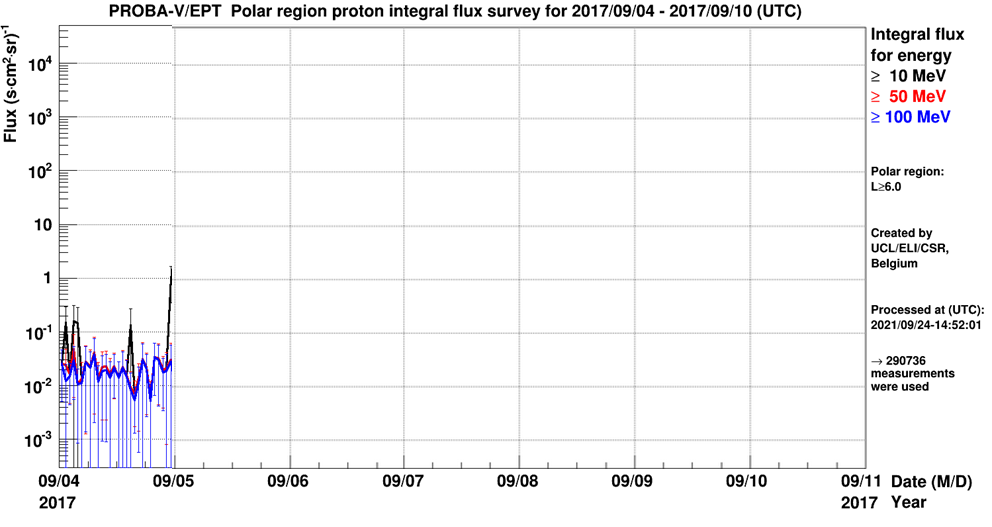 PROBA-V/EPT Polar region proton integral flux survey for 2017/09/04 - 2017/09/10 (UTC)
Flux (s·cm²·sr)⁻¹
10⁴
10³
10²
10
1
10⁻¹
10⁻²
10⁻³
09/04 09/05 09/06 09/07 09/08 09/09 09/10 09/11 Date (M/D)
2017 2017 Year
Integral flux
for energy
≥ 10 MeV
≥ 50 MeV
≥ 100 MeV
Polar region:
L≥6.0
Created by
UCL/ELI/CSR,
Belgium
Processed at (UTC):
2021/09/24-14:52:01
→ 290736
measurements
were used